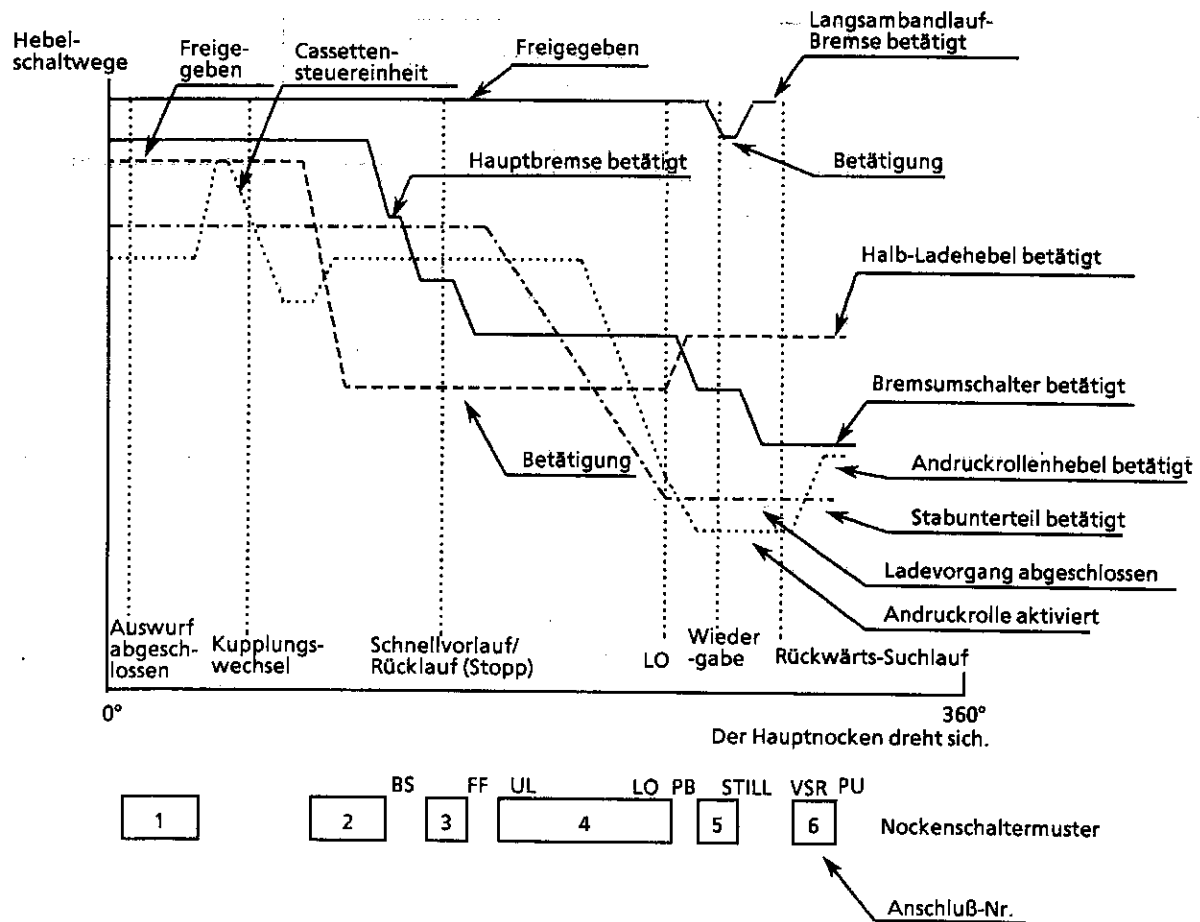 Hebel-
schaltwege
Freige-
geben
Cassetten-
steuereinheit
Freigegeben
Langsambandlauf-
Bremse betätigt
Hauptbremse betätigt
Betätigung
Halb-Ladehebel betätigt
Bremsumschalter betätigt
Betätigung
Andruckrollenhebel betätigt
Stabunterteil betätigt
Ladevorgang abgeschlossen
Andruckrolle aktiviert
Auswurf
abgesch-
lossen
Kupplungs-
wechsel
Schnellvorlauf/
Rücklauf (Stopp)
LO
Wieder
-gabe
Rückwärts-Suchlauf
0°
360°
Der Hauptnocken dreht sich.
BS FF UL LO PB STILL VSR PU
1 2 3 4 5 6
Nockenschaltermuster
Anschluß-Nr.